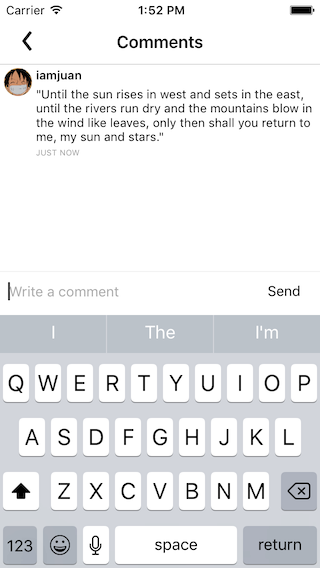 Carrier 1:52 PM
Comments
iamjuan
"Until the sun rises in west and sets in the east,
until the rivers run dry and the mountains blow in
the wind like leaves, only then shall you return to
me, my sun and stars."
JUST NOW
Write a comment Send
I The I'm
Q W E R T Y U I O P
A S D F G H J K L
Z X C V B N M
123 space return